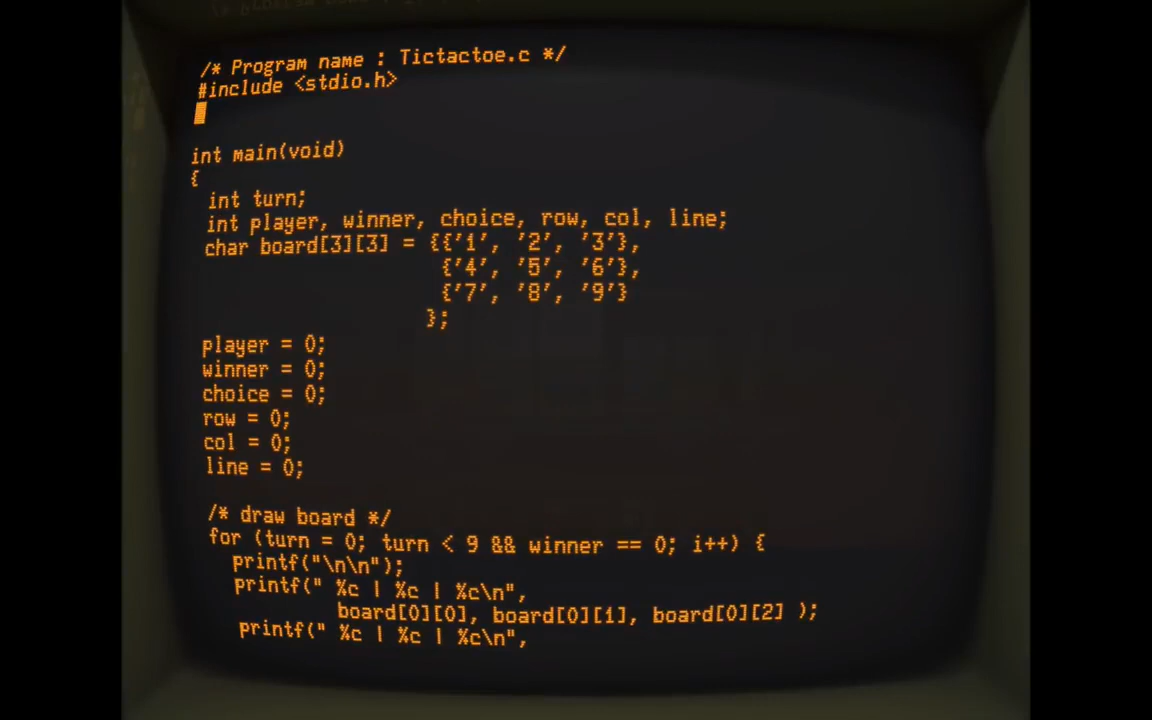 /* Program name : Tictactoe.c */
#include <stdio.h>
int main(void)
{
int turn;
int player, winner, choice, row, col, line;
char board[3][3] = {{'1', '2', '3'},
{'4', '5', '6'},
{'7', '8', '9'}
};
player = 0;
winner = 0;
choice = 0;
row = 0;
col = 0;
line = 0;
/* draw board */
for (turn = 0; turn < 9 && winner == 0; i++) {
printf("\n\n");
printf(" %c | %c | %c\n",
board[0][0], board[0][1], board[0][2] );
printf(" %c | %c | %c\n",